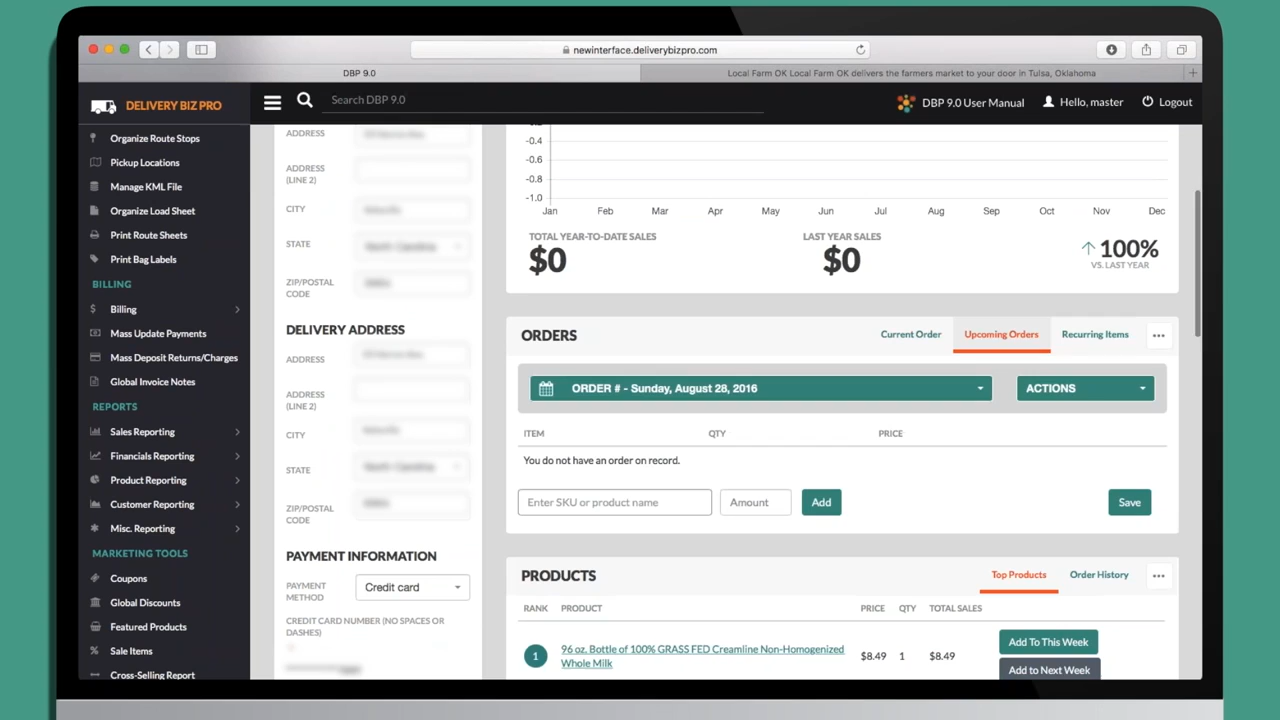 newinterface.deliverybizpro.com
DBP 9.0
Local Farm OK Local Farm OK delivers the farmers market to your door in Tulsa, Oklahoma
DELIVERY BIZ PRO
Search DBP 9.0
DBP 9.0 User Manual
Hello, master
Logout
Organize Route Stops
Pickup Locations
Manage KML File
Organize Load Sheet
Print Route Sheets
Print Bag Labels
BILLING
Billing
Mass Update Payments
Mass Deposit Returns/Charges
Global Invoice Notes
REPORTS
Sales Reporting
Financials Reporting
Product Reporting
Customer Reporting
Misc. Reporting
MARKETING TOOLS
Coupons
Global Discounts
Featured Products
Sale Items
Cross-Selling Report
ADDRESS
ADDRESS
(LINE 2)
CITY
STATE
North Carolina
ZIP/POSTAL
CODE
DELIVERY ADDRESS
ADDRESS
ADDRESS
(LINE 2)
CITY
STATE
North Carolina
ZIP/POSTAL
CODE
PAYMENT INFORMATION
PAYMENT
METHOD
Credit card
CREDIT CARD NUMBER (NO SPACES OR
DASHES)
-0.4
-0.6
-0.8
-1.0
Jan Feb Mar Apr May Jun Jul Aug Sep Oct Nov Dec
TOTAL YEAR-TO-DATE SALES
$0
LAST YEAR SALES
$0
100%
VS. LAST YEAR
ORDERS
Current Order
Upcoming Orders
Recurring Items
ORDER # - Sunday, August 28, 2016
ACTIONS
ITEM QTY PRICE
You do not have an order on record.
Enter SKU or product name
Amount
Add
Save
PRODUCTS
Top Products
Order History
RANK PRODUCT PRICE QTY TOTAL SALES
1
96 oz. Bottle of 100% GRASS FED Creamline Non-Homogenized
Whole Milk
$8.49 1 $8.49
Add To This Week
Add to Next Week